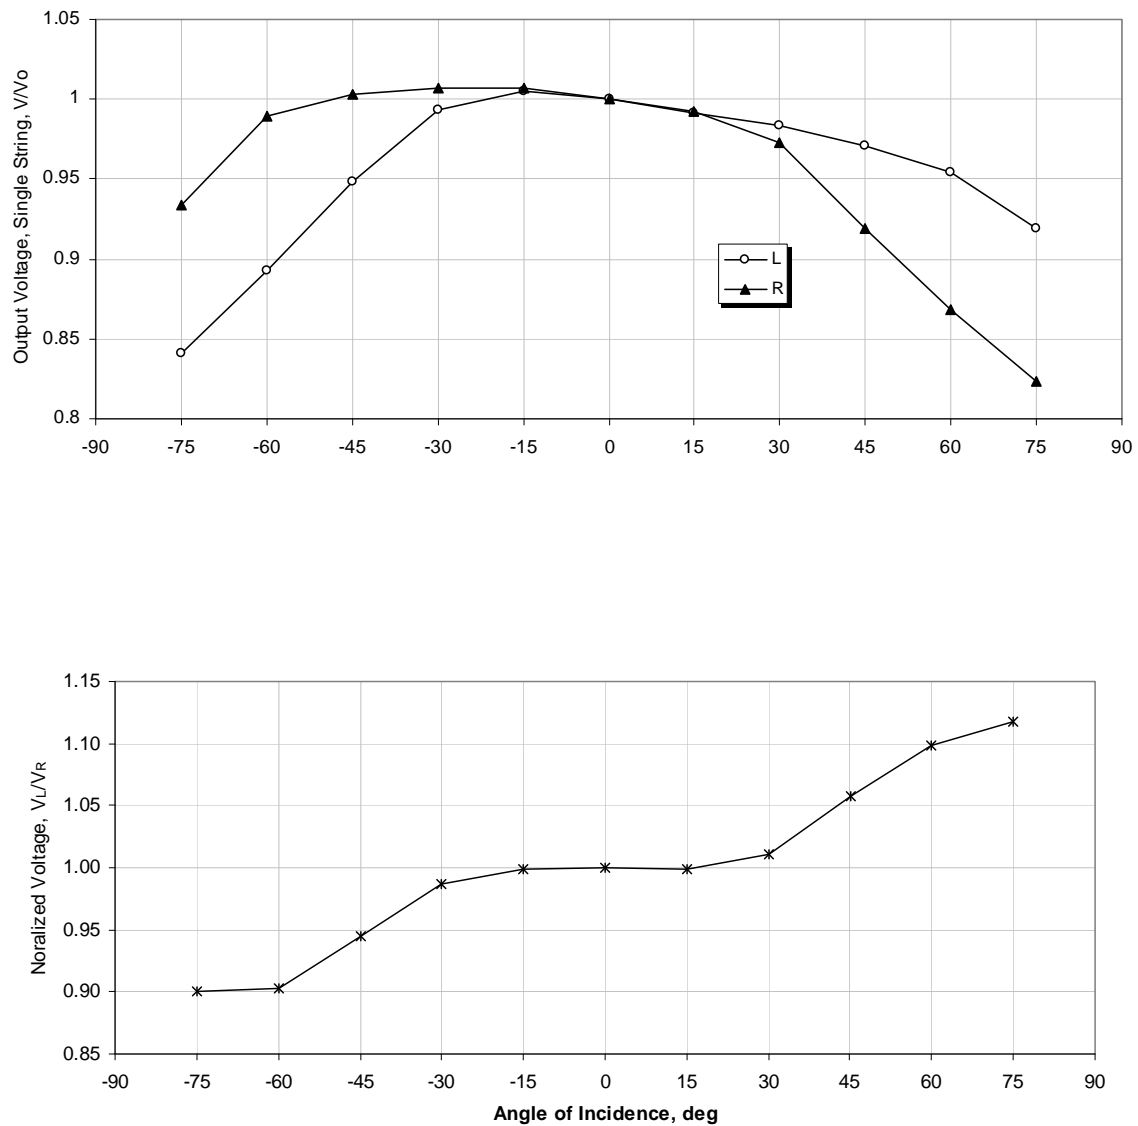 Output Voltage, Single String, V/Vo
1.05
1
0.95
0.9
0.85
0.8
-90 -75 -60 -45 -30 -15 0 15 30 45 60 75 90
L
R
Noralized Voltage, VL/VR
1.15
1.10
1.05
1.00
0.95
0.90
0.85
-90 -75 -60 -45 -30 -15 0 15 30 45 60 75 90
Angle of Incidence, deg